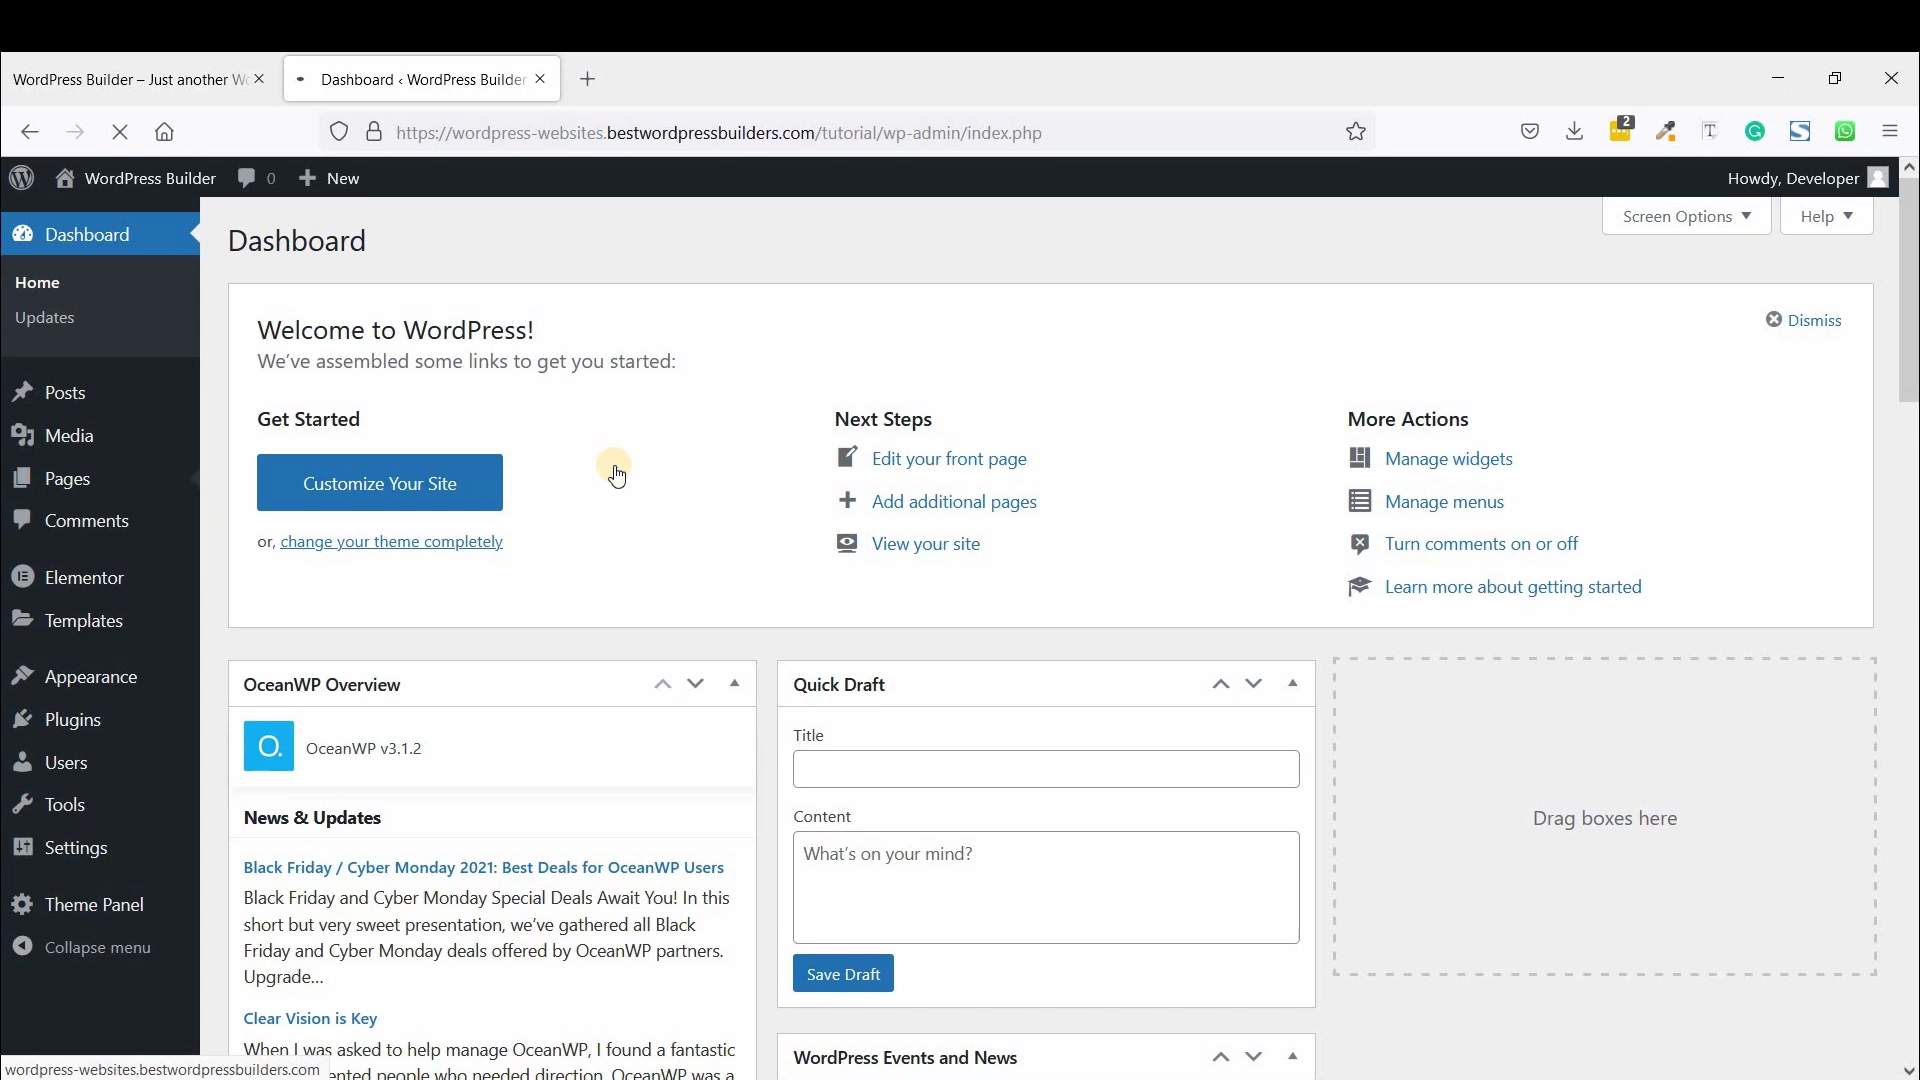 WordPress Builder – Just another Wo
Dashboard ‹ WordPress Builder
https://wordpress-websites.bestwordpressbuilders.com/tutorial/wp-admin/index.php
2
WordPress Builder
0
New
Howdy, Developer
Dashboard
Home
Updates
Posts
Media
Pages
Comments
Elementor
Templates
Appearance
Plugins
Users
Tools
Settings
Theme Panel
Collapse menu
Screen Options
Help
Dashboard
Welcome to WordPress!
We've assembled some links to get you started:
Dismiss
Get Started
Customize Your Site
or, change your theme completely
Next Steps
Edit your front page
Add additional pages
View your site
More Actions
Manage widgets
Manage menus
Turn comments on or off
Learn more about getting started
OceanWP Overview
O.
OceanWP v3.1.2
News & Updates
Black Friday / Cyber Monday 2021: Best Deals for OceanWP Users
Black Friday and Cyber Monday Special Deals Await You! In this
short but very sweet presentation, we've gathered all Black
Friday and Cyber Monday deals offered by OceanWP partners.
Upgrade...
Clear Vision is Key
When I was asked to help manage OceanWP, I found a fantastic
people who needed direction. OceanWP was a
Quick Draft
Title
Content
What's on your mind?
Save Draft
WordPress Events and News
Drag boxes here
wordpress-websites.bestwordpressbuilders.com